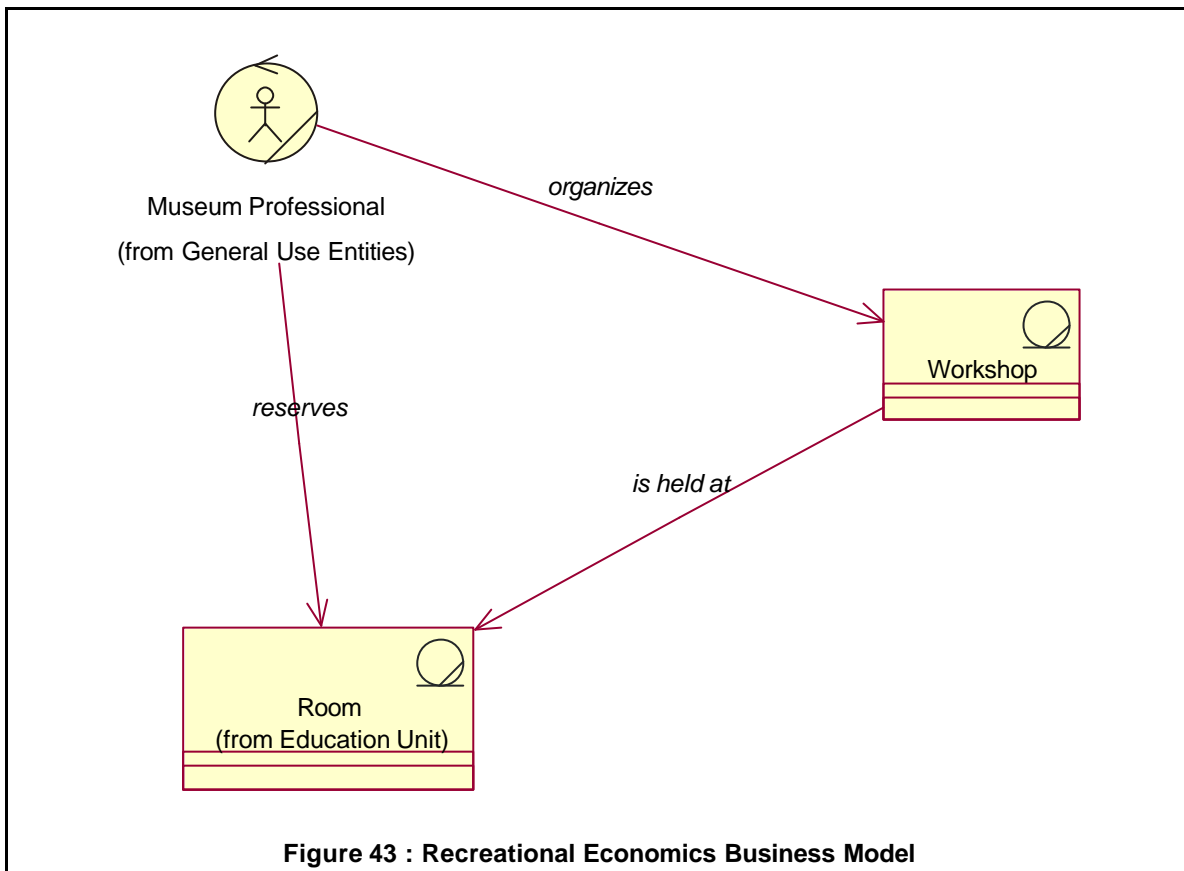 Museum Professional
(from General Use Entities)
organizes
Workshop
reserves
is held at
Room
(from Education Unit)
Figure 43 : Recreational Economics Business Model